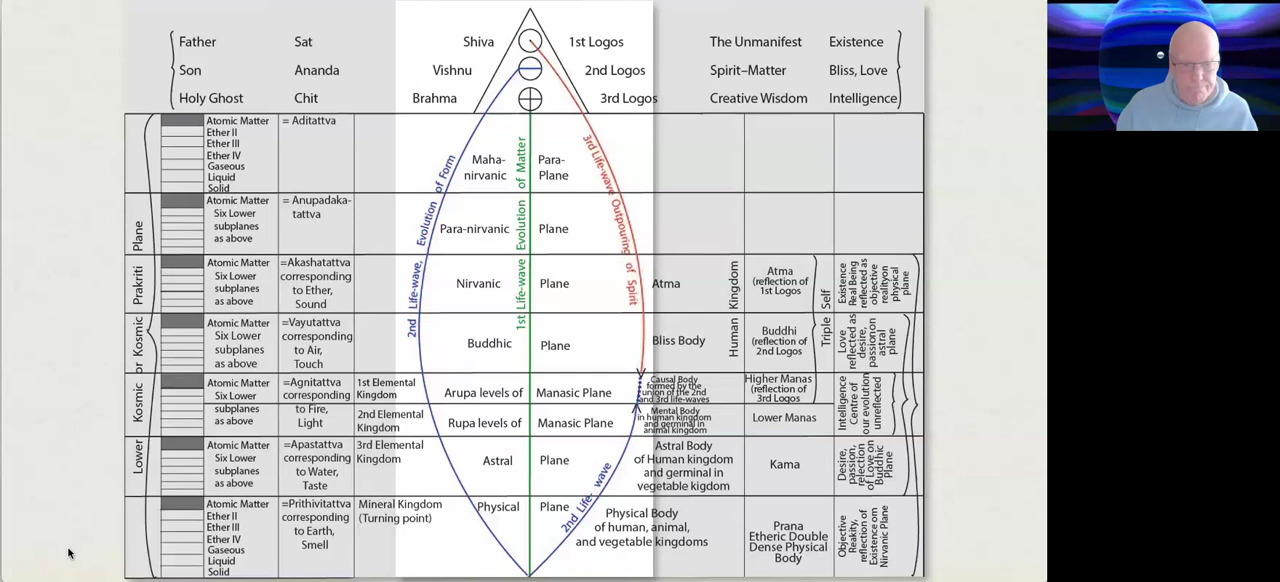 Father Sat Shiva 1st Logos The Unmanifest Existence
Son Ananda Vishnu 2nd Logos Spirit–Matter Bliss, Love
Holy Ghost Chit Brahma 3rd Logos Creative Wisdom Intelligence
Lower Kosmic or Kosmic Prakriti Plane
Atomic Matter
Ether II
Ether III
Ether IV
Gaseous
Liquid
Solid
= Aditattva
Maha-
nirvanic
Para-
Plane
Atomic Matter
Six Lower
subplanes
as above
= Anupadaka-
tattva
Para-nirvanic Plane
Atomic Matter
Six Lower
subplanes
as above
=Akashatattva
corresponding
to Ether,
Sound
Nirvanic Plane
Atma
Atma
(reflection of
1st Logos
Existence
Real Being
reflected as
objective
realityon
physical
plane
Atomic Matter
Six Lower
subplanes
as above
=Vayutattva
corresponding
to Air,
Touch
Buddhic Plane
Bliss Body
Human Kingdom
Buddhi
(reflection of
2nd Logos
Triple Self
Love
reflected as
desire,
passionon
astral
plane
Atomic Matter
Six Lower
subplanes
as above
=Agnitattva
corresponding
to Fire,
Light
1st Elemental
Kingdom
Arupa levels of Manasic Plane
Causal Body
formed by the
union of the 2nd
and 3rd life-waves
Higher Manas
(reflection of
3rd Logos
Intelligence
Centre of
our evolution
unreflected
2nd Elemental
Kingdom
Rupa levels of Manasic Plane
Mental Body
in human kingdom
and germinal in
animal kingdom
Lower Manas
Atomic Matter
Six Lower
subplanes
as above
=Apastattva
corresponding
to Water,
Taste
3rd Elemental
Kingdom
Astral Plane
Astral Body
of Human kingdom
and germinal in
vegetable kigdom
Kama
Desire,
passion,
relection
of Love on
Buddhic
Plane
Atomic Matter
Ether II
Ether III
Ether IV
Gaseous
Liquid
Solid
=Prithivitattva
corresponding
to Earth,
Smell
Mineral Kingdom
(Turning point)
Physical Plane
Physical Body
of human, animal,
and vegetable kingdoms
Prana
Etheric Double
Dense Physical
Body
Objective
Reakity,
reflection of
Existence om
Nirvanic Plane
2nd Life-wave, Evolution of Form
1st Life-wave Evolution of Matter
3rd Life-wave Outpouring of Spirit
2nd Life- wave